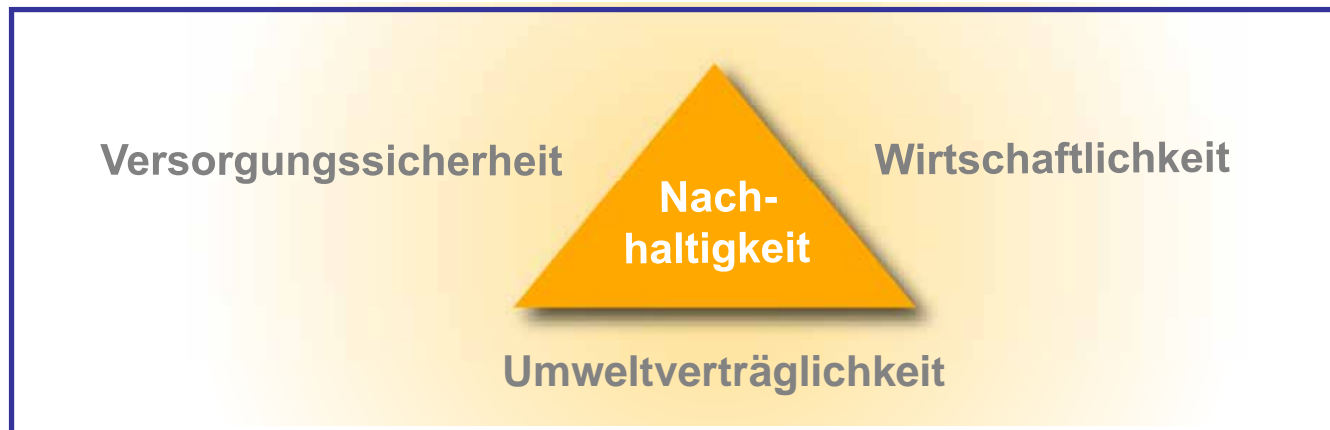 Versorgungssicherheit
Wirtschaftlichkeit
Nach-
haltigkeit
Umweltverträglichkeit